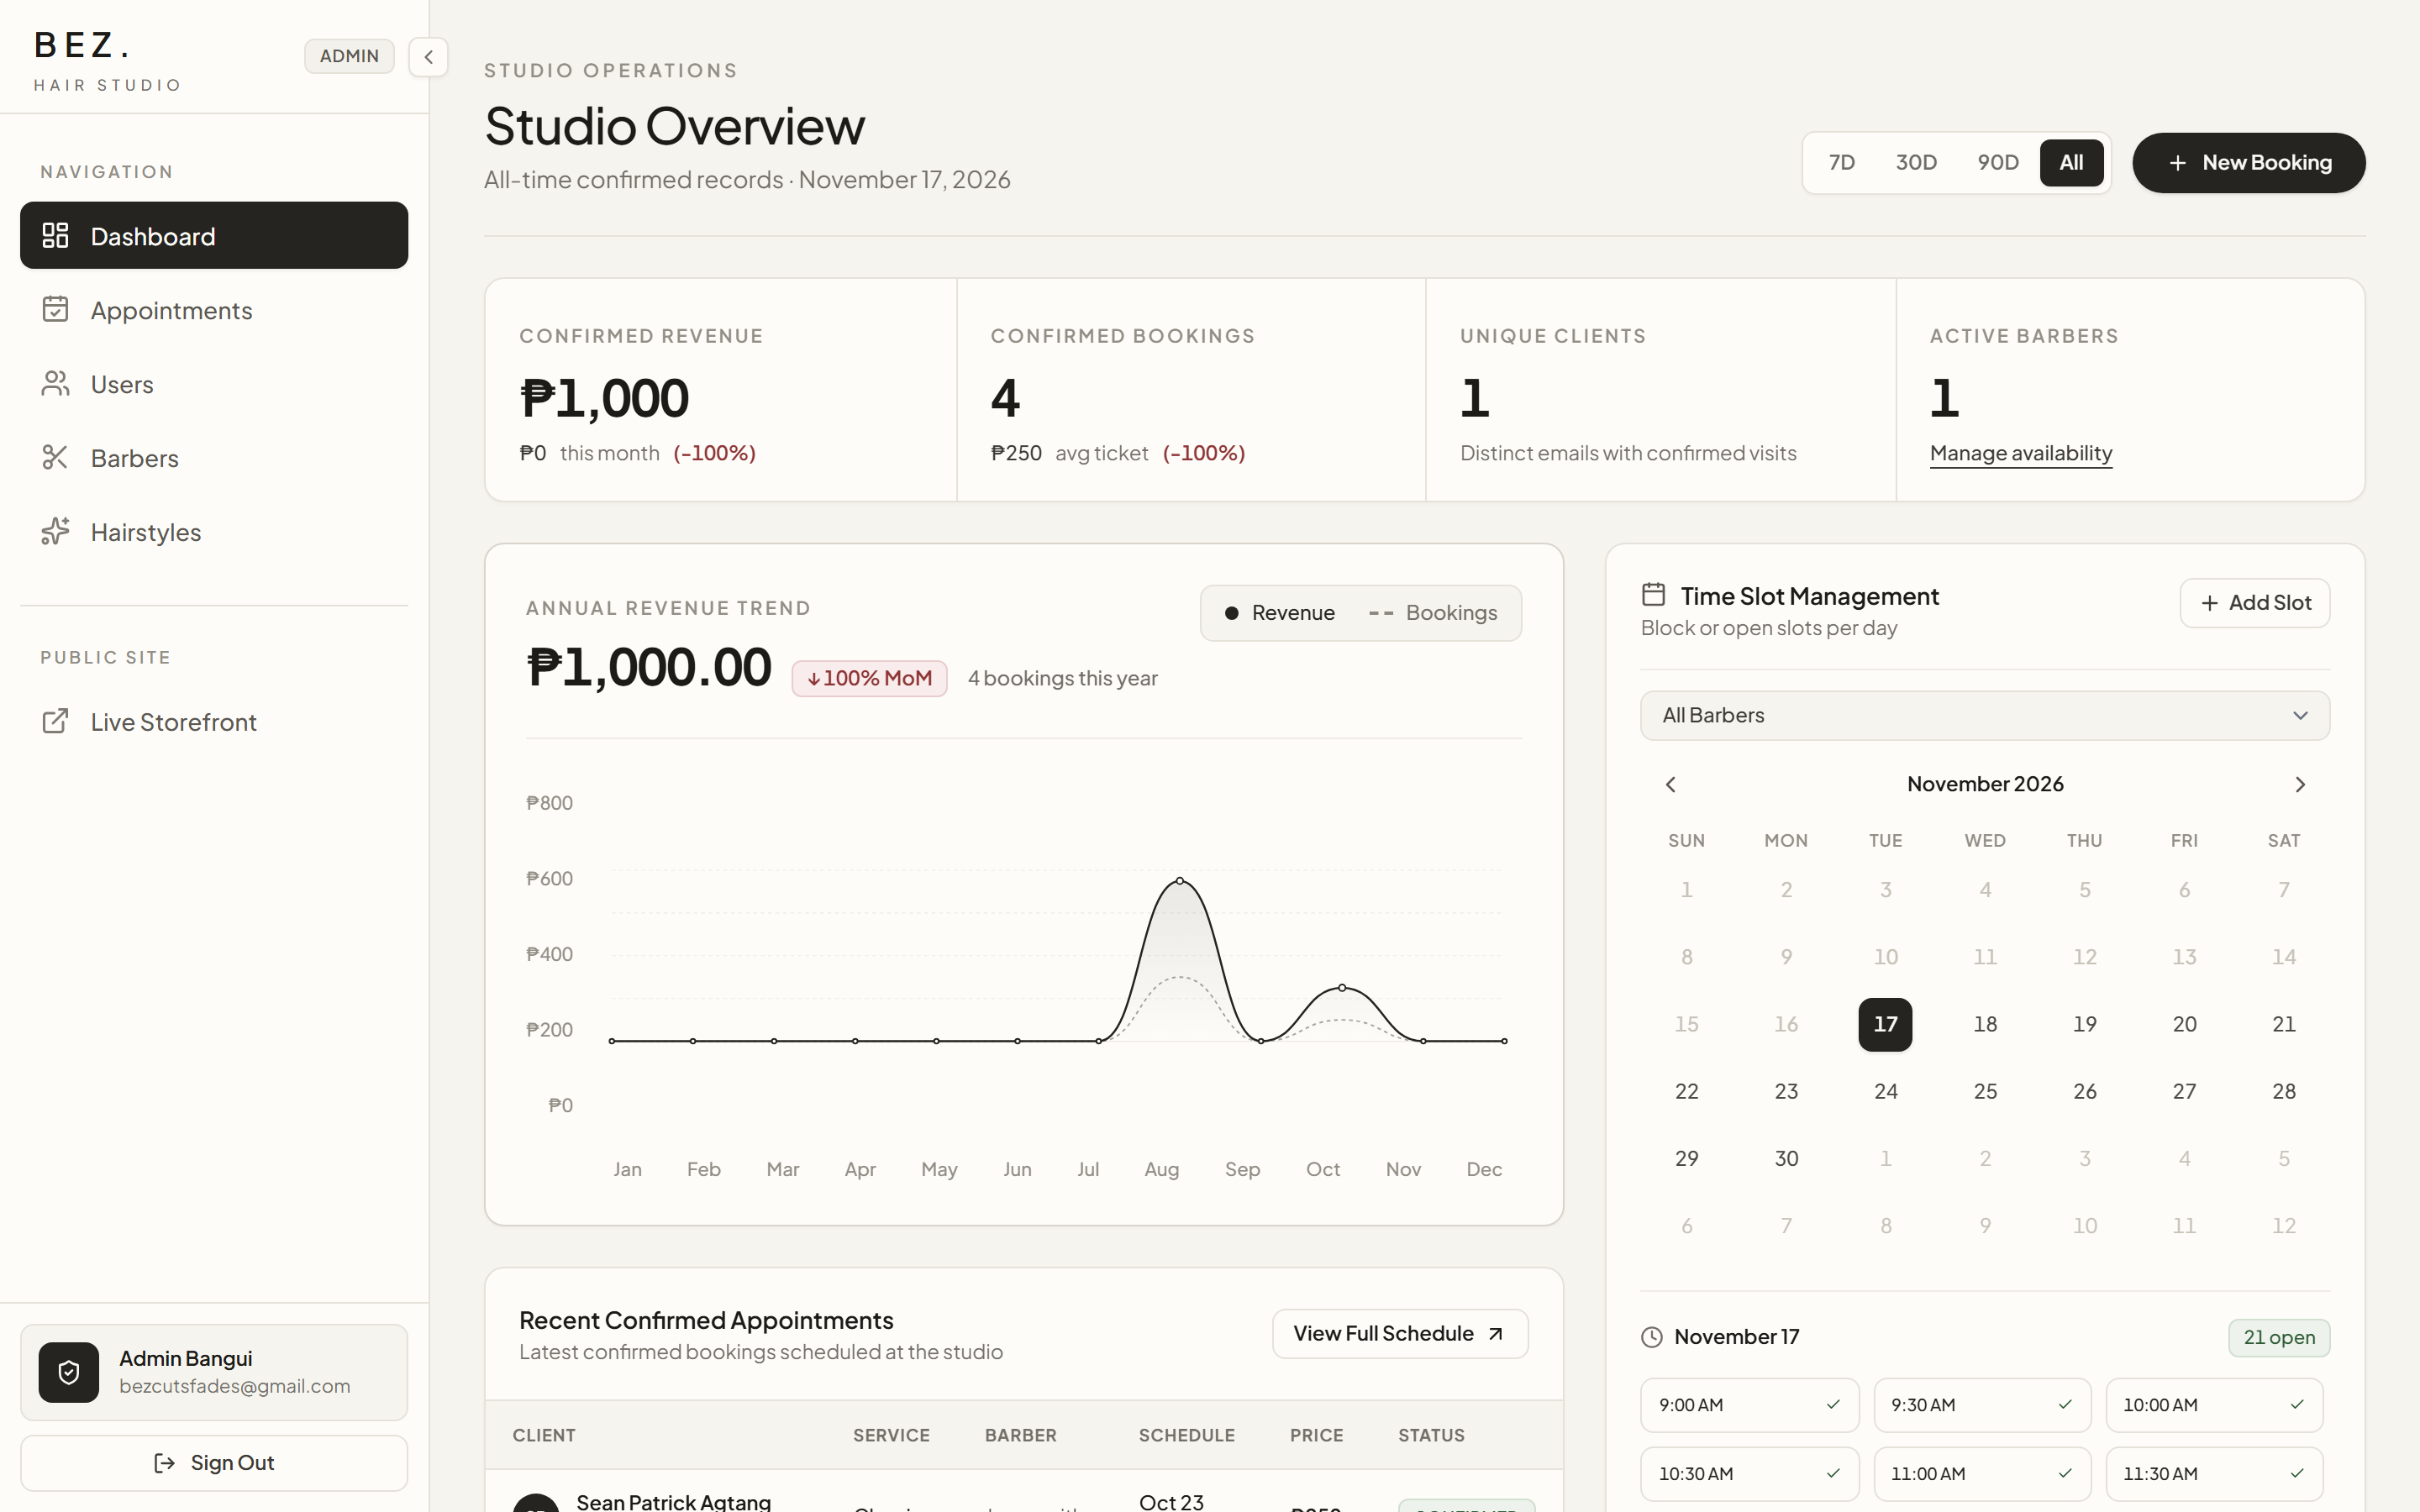 BEZ.
HAIR STUDIO
ADMIN
NAVIGATION
Dashboard
Appointments
Users
Barbers
Hairstyles
PUBLIC SITE
Live Storefront
Admin Bangui
bezcutsfades@gmail.com
Sign Out
STUDIO OPERATIONS
Studio Overview
All-time confirmed records · November 17, 2026
7D 30D 90D All
+ New Booking
CONFIRMED REVENUE
₱1,000
₱0 this month (-100%)
CONFIRMED BOOKINGS
4
₱250 avg ticket (-100%)
UNIQUE CLIENTS
1
Distinct emails with confirmed visits
ACTIVE BARBERS
1
Manage availability
ANNUAL REVENUE TREND
₱1,000.00 ↓100% MoM 4 bookings this year
Revenue Bookings
₱800
₱600
₱400
₱200
₱0
Jan Feb Mar Apr May Jun Jul Aug Sep Oct Nov Dec
Recent Confirmed Appointments
Latest confirmed bookings scheduled at the studio
View Full Schedule
CLIENT SERVICE BARBER SCHEDULE PRICE STATUS
Sean Patrick Agtang Oct 23
Time Slot Management
Block or open slots per day
+ Add Slot
All Barbers
November 2026
SUN MON TUE WED THU FRI SAT
1 2 3 4 5 6 7
8 9 10 11 12 13 14
15 16 17 18 19 20 21
22 23 24 25 26 27 28
29 30 1 2 3 4 5
6 7 8 9 10 11 12
November 17
21 open
9:00 AM 9:30 AM 10:00 AM
10:30 AM 11:00 AM 11:30 AM